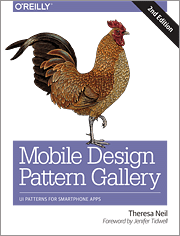 O'REILLY®
2nd Edition
Mobile Design
Pattern Gallery
UI PATTERNS FOR SMARTPHONE APPS
Theresa Neil
Foreword by Jenifer Tidwell